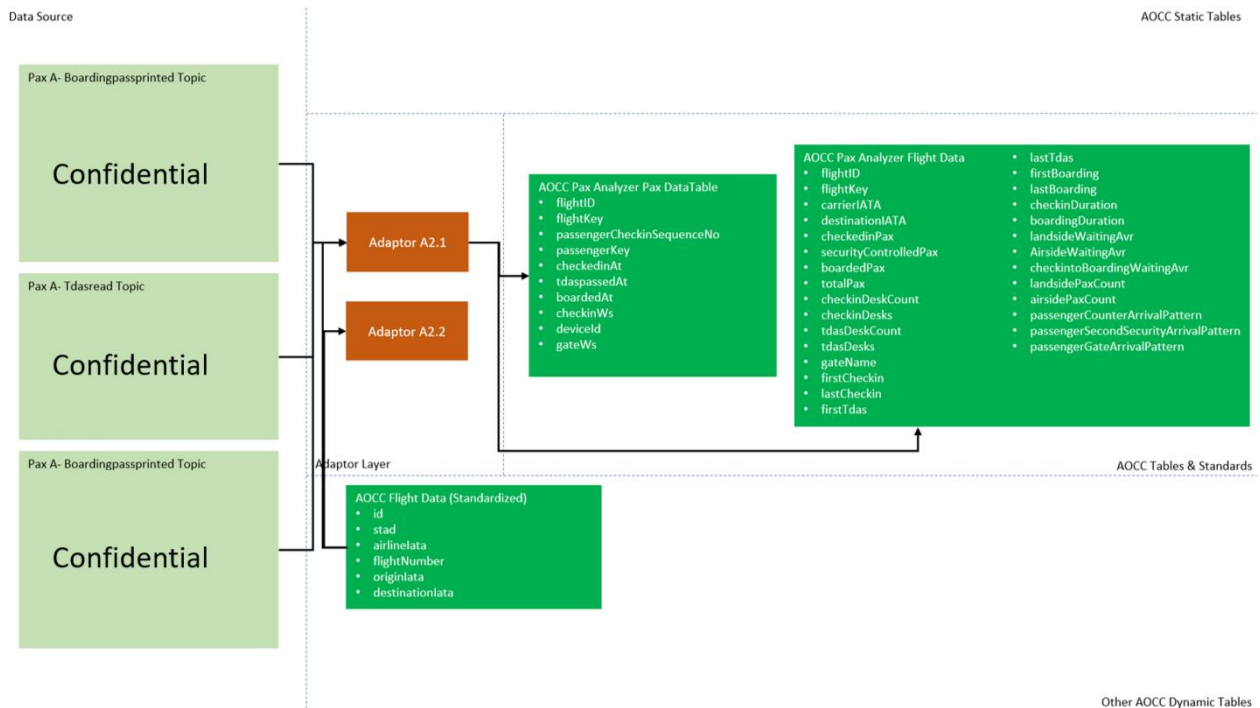 Data Source
AOCC Static Tables
Pax A- Boardingpassprinted Topic
Confidential
Pax A- Tdasread Topic
Confidential
Pax A- Boardingpassprinted Topic
Confidential
Adaptor A2.1
Adaptor A2.2
Adaptor Layer
AOCC Pax Analyzer Pax DataTable
• flightID
• flightKey
• passengerCheckinSequenceNo
• passengerKey
• checkedinAt
• tdaspassedAt
• boardedAt
• checkinWs
• deviceId
• gateWs
AOCC Pax Analyzer Flight Data
• flightID
• flightKey
• carrierIATA
• destinationIATA
• checkedinPax
• securityControlledPax
• boardedPax
• totalPax
• checkinDeskCount
• checkinDesks
• tdasDeskCount
• tdasDesks
• gateName
• firstCheckin
• lastCheckin
• firstTdas
• lastTdas
• firstBoarding
• lastBoarding
• checkinDuration
• boardingDuration
• landsideWaitingAvr
• AirsideWaitingAvr
• checkintoBoardingWaitingAvr
• landsidePaxCount
• airsidePaxCount
• passengerCounterArrivalPattern
• passengerSecondSecurityArrivalPattern
• passengerGateArrivalPattern
AOCC Tables & Standards
AOCC Flight Data (Standardized)
• id
• stad
• airlineIata
• flightNumber
• originIata
• destinationIata
Other AOCC Dynamic Tables